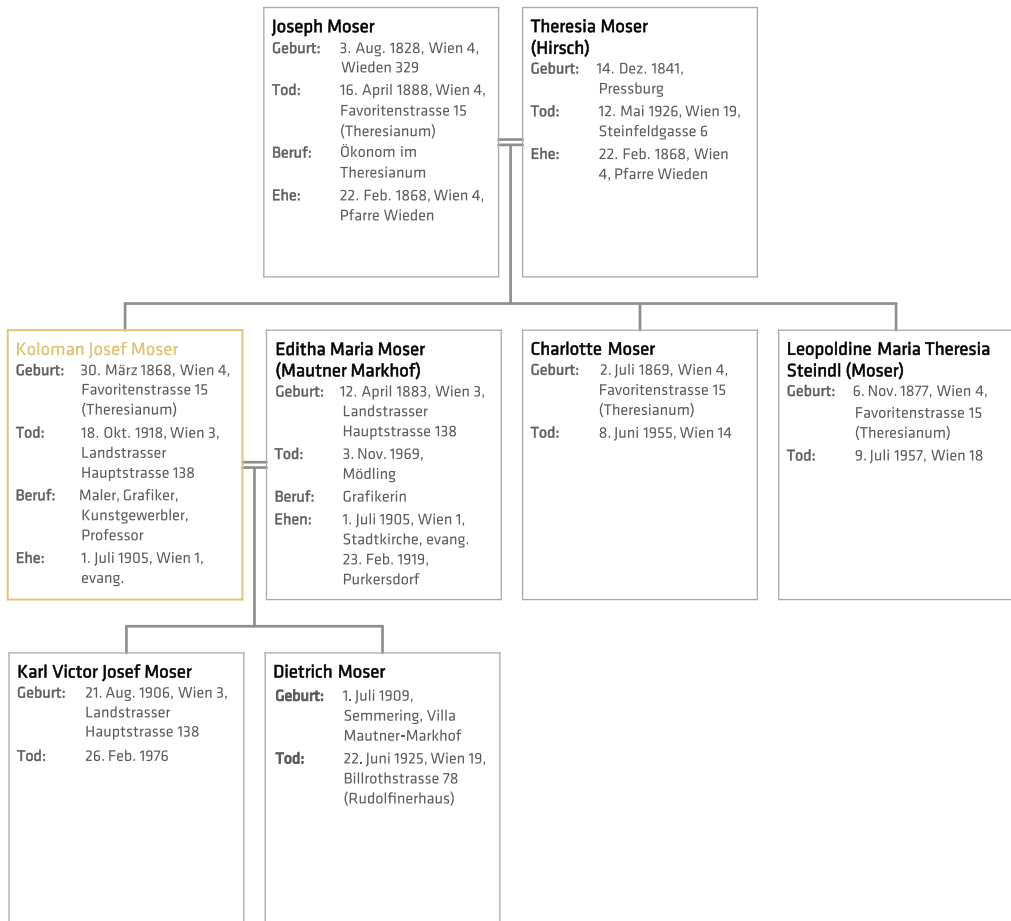 Joseph Moser
Geburt: 3. Aug. 1828, Wien 4,
Wieden 329
Tod: 16. April 1888, Wien 4,
Favoritenstrasse 15
(Theresianum)
Beruf: Ökonom im
Theresianum
Ehe: 22. Feb. 1868, Wien 4,
Pfarre Wieden
Theresia Moser
(Hirsch)
Geburt: 14. Dez. 1841,
Pressburg
Tod: 12. Mai 1926, Wien 19,
Steinfeldgasse 6
Ehe: 22. Feb. 1868, Wien
4, Pfarre Wieden
Koloman Josef Moser
Geburt: 30. März 1868, Wien 4,
Favoritenstrasse 15
(Theresianum)
Tod: 18. Okt. 1918, Wien 3,
Landstrasser
Hauptstrasse 138
Beruf: Maler, Grafiker,
Kunstgewerbler,
Professor
Ehe: 1. Juli 1905, Wien 1,
evang.
Editha Maria Moser
(Mautner Markhof)
Geburt: 12. April 1883, Wien 3,
Landstrasser
Hauptstrasse 138
Tod: 3. Nov. 1969,
Mödling
Beruf: Grafikerin
Ehen: 1. Juli 1905, Wien 1,
Stadtkirche, evang.
23. Feb. 1919,
Purkersdorf
Charlotte Moser
Geburt: 2. Juli 1869, Wien 4,
Favoritenstrasse 15
(Theresianum)
Tod: 8. Juni 1955, Wien 14
Leopoldine Maria Theresia
Steindl (Moser)
Geburt: 6. Nov. 1877, Wien 4,
Favoritenstrasse 15
(Theresianum)
Tod: 9. Juli 1957, Wien 18
Karl Victor Josef Moser
Geburt: 21. Aug. 1906, Wien 3,
Landstrasser
Hauptstrasse 138
Tod: 26. Feb. 1976
Dietrich Moser
Geburt: 1. Juli 1909,
Semmering, Villa
Mautner-Markhof
Tod: 22. Juni 1925, Wien 19,
Billrothstrasse 78
(Rudolfinerhaus)